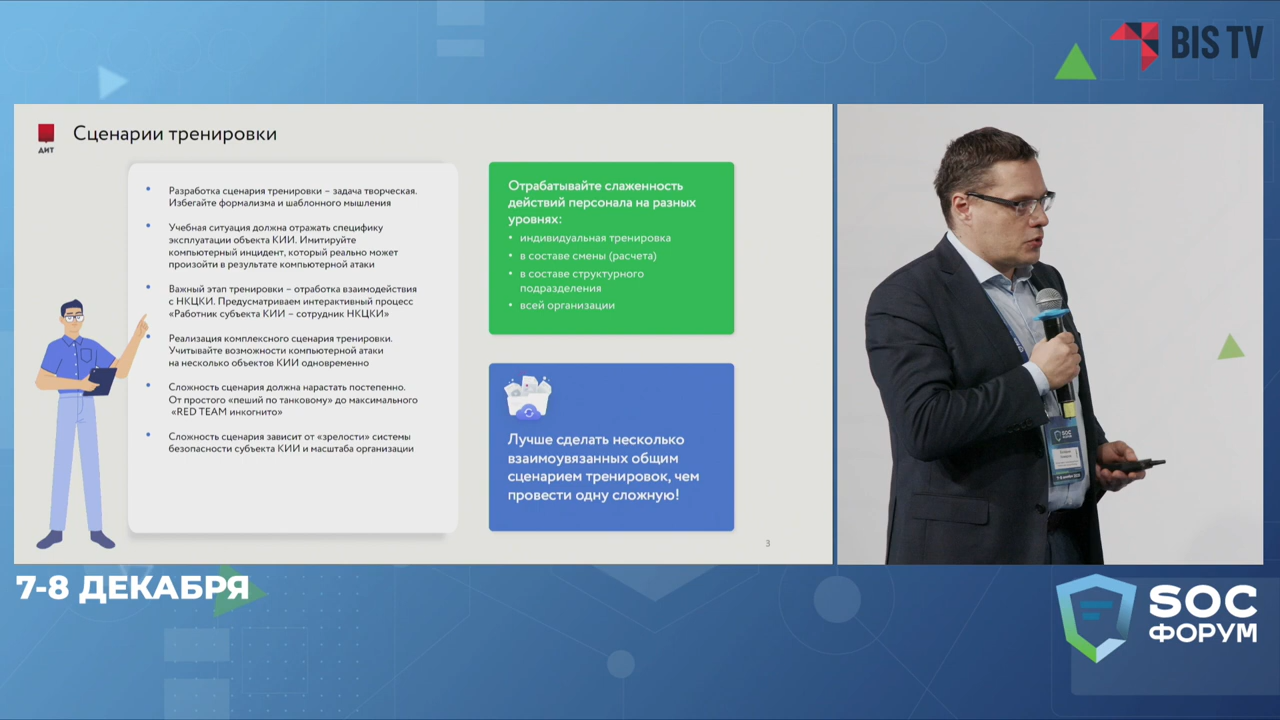 BIS TV
ДИТ
Сценарии тренировки
Разработка сценария тренировки – задача творческая.
Избегайте формализма и шаблонного мышления
Учебная ситуация должна отражать специфику
эксплуатации объекта КИИ. Имитируйте
компьютерный инцидент, который реально может
произойти в результате компьютерной атаки
Важный этап тренировки – отработка взаимодействия
с НКЦКИ. Предусматриваем интерактивный процесс
«Работник субъекта КИИ – сотрудник НКЦКИ»
Реализация комплексного сценария тренировки.
Учитывайте возможности компьютерной атаки
на несколько объектов КИИ одновременно
Сложность сценария должна нарастать постепенно.
От простого «пеший по танковому» до максимального
«RED TEAM инкогнито»
Сложность сценария зависит от «зрелости» системы
безопасности субъекта КИИ и масштаба организации
Отрабатывайте слаженность
действий персонала на разных
уровнях:
• индивидуальная тренировка
• в составе смены (расчета)
• в составе структурного
подразделения
• всей организации
Лучше сделать несколько
взаимоувязанных общим
сценарием тренировок, чем
провести одну сложную!
3
SOC
ФОРУМ
7-8 ДЕКАБРЯ
SOC
ФОРУМ